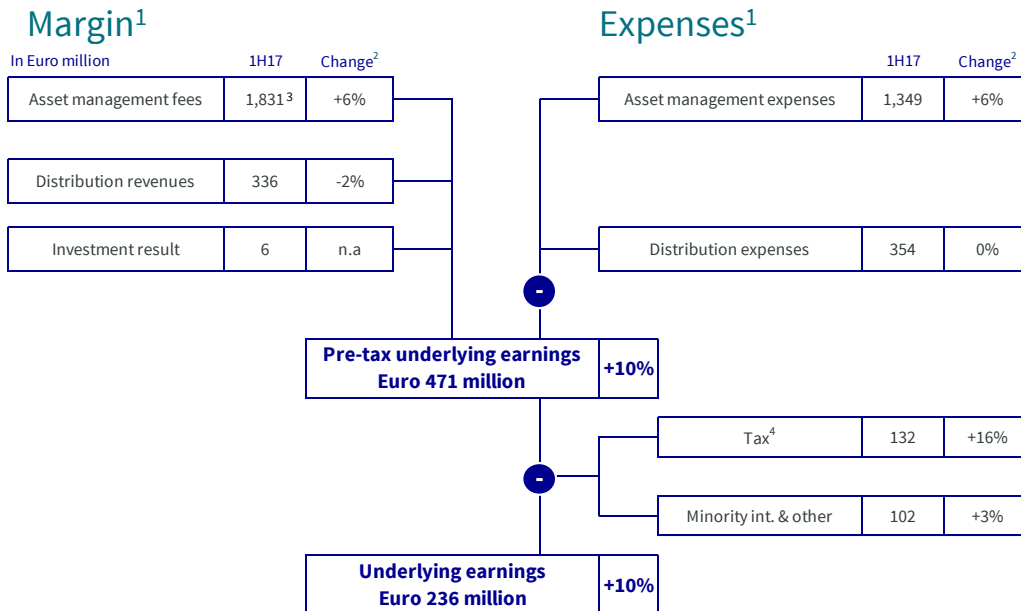 Margin¹ Expenses¹
In Euro million 1H17 Change² 1H17 Change²
Asset management fees 1,831³ +6% Asset management expenses 1,349 +6%
Distribution revenues 336 -2%
Investment result 6 n.a Distribution expenses 354 0%
-
Pre-tax underlying earnings
Euro 471 million +10%
Tax⁴ 132 +16%
-
Minority int. & other 102 +3%
Underlying earnings
Euro 236 million +10%